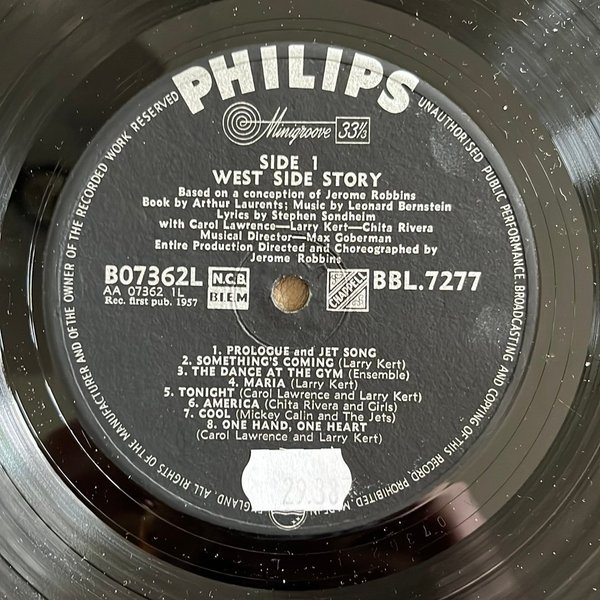 PHILIPS
Minigroove 33⅓
SIDE 1
WEST SIDE STORY
Based on a conception of Jerome Robbins
Book by Arthur Laurents; Music by Leonard Bernstein
Lyrics by Stephen Sondheim
with Carol Lawrence—Larry Kert—Chita Rivera
Musical Director—Max Goberman
Entire Production Directed and Choreographed by
Jerome Robbins
B07362L
AA 07362 1L
Rec. first pub. 1957
N.C.B.
BIEM
CHAPPELL
BBL.7277
1. PROLOGUE and JET SONG
2. SOMETHING'S COMING (Larry Kert)
3. THE DANCE AT THE GYM (Ensemble)
4. MARIA (Larry Kert)
5. TONIGHT (Carol Lawrence and Larry Kert)
6. AMERICA (Chita Rivera and Girls)
7. COOL (Mickey Calin and The Jets)
8. ONE HAND, ONE HEART
(Carol Lawrence and Larry Kert)
ALL RIGHTS OF THE MANUFACTURER AND OF THE OWNER OF THE RECORDED WORK RESERVED
UNAUTHORISED PUBLIC PERFORMANCE, BROADCASTING AND COPYING OF THIS RECORD PROHIBITED.